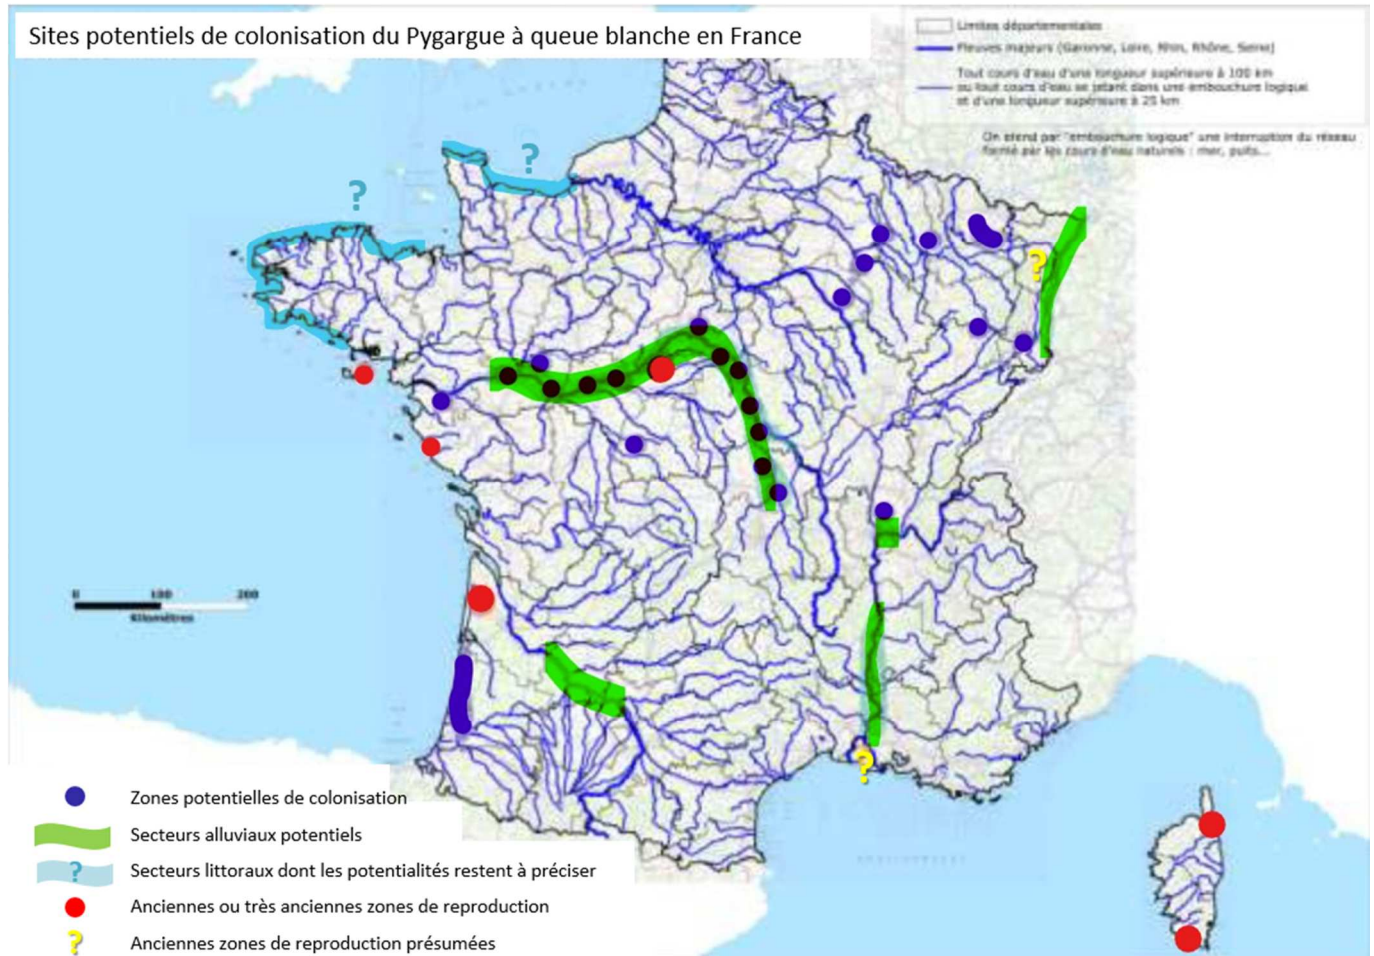 Sites potentiels de colonisation du Pygargue à queue blanche en France
Limites départementales
Fleuves majeurs (Garonne, Loire, Rhin, Rhône, Seine)
Tout cours d'eau d'une longueur supérieure à 100 km
ou tout cours d'eau se jetant dans une embouchure logique
et d'une longueur supérieure à 25 km
On entend par "embouchure logique" une interruption du réseau
formé par les cours d'eau naturels : mer, puits...
?
?
?
0 100 200
Kilomètres
?
Zones potentielles de colonisation
Secteurs alluviaux potentiels
? Secteurs littoraux dont les potentialités restent à préciser
Anciennes ou très anciennes zones de reproduction
? Anciennes zones de reproduction présumées